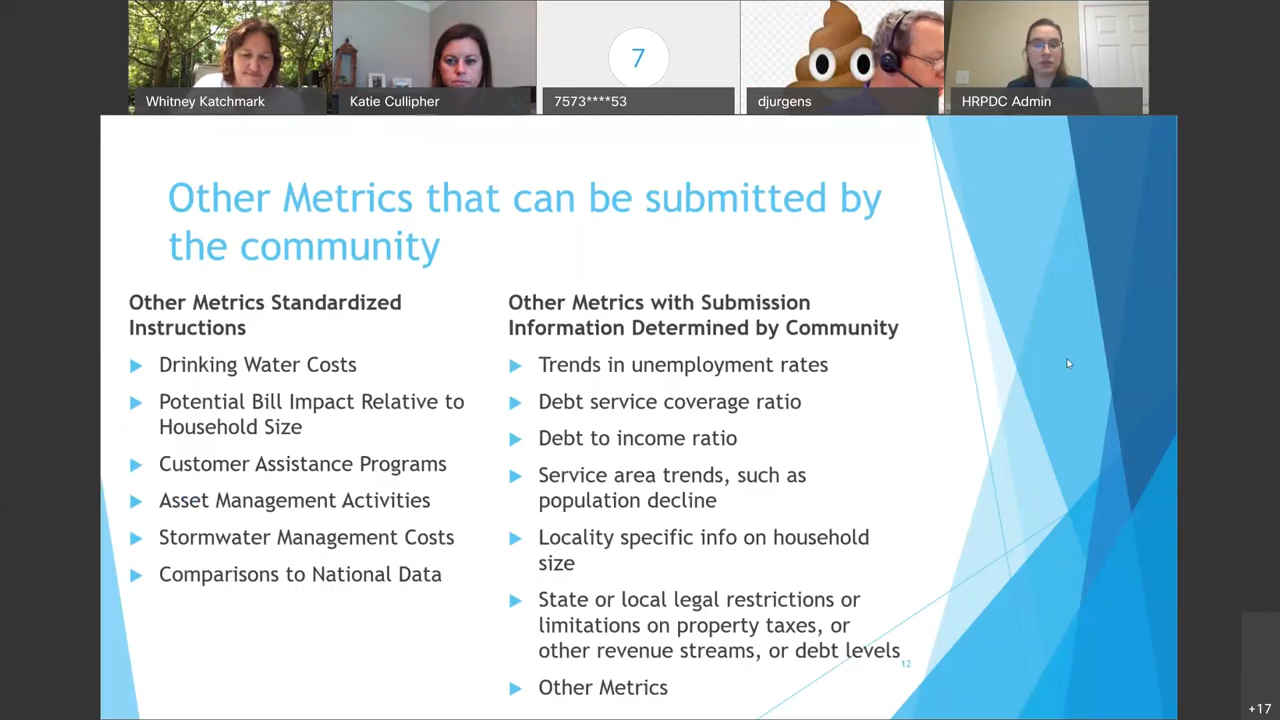 7
Whitney Katchmark
Katie Cullipher
7573****53
djurgens
HRPDC Admin
Other Metrics that can be submitted by
the community
Other Metrics Standardized
Instructions
Drinking Water Costs
Potential Bill Impact Relative to
Household Size
Customer Assistance Programs
Asset Management Activities
Stormwater Management Costs
Comparisons to National Data
Other Metrics with Submission
Information Determined by Community
Trends in unemployment rates
Debt service coverage ratio
Debt to income ratio
Service area trends, such as
population decline
Locality specific info on household
size
State or local legal restrictions or
limitations on property taxes, or
other revenue streams, or debt levels
Other Metrics
12
+17